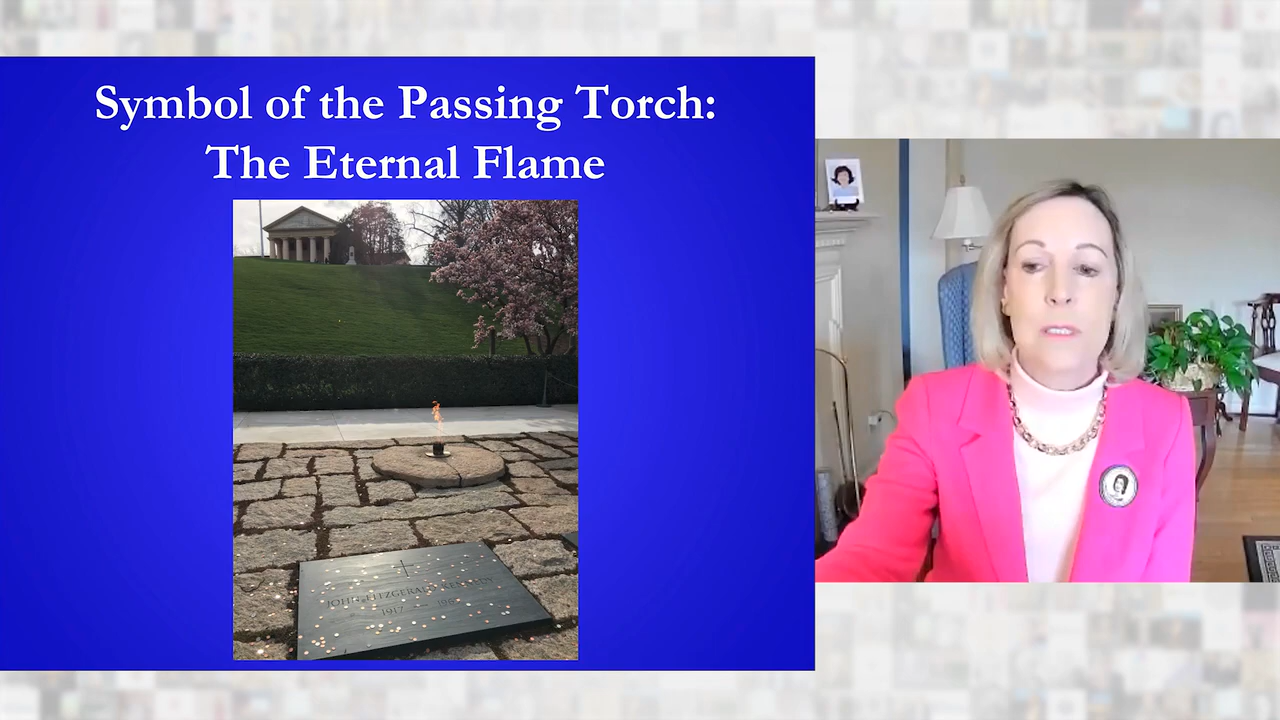 Symbol of the Passing Torch:
The Eternal Flame
JOHN FITZGERALD KENNEDY
1917